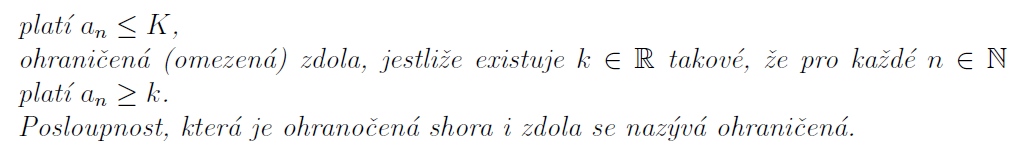 platí aₙ ≤ K,
ohraničená (omezená) zdola, jestliže existuje k ∈ ℝ takové, že pro každé n ∈ ℕ
platí aₙ ≥ k.
Posloupnost, která je ohranočená shora i zdola se nazývá ohraničená.